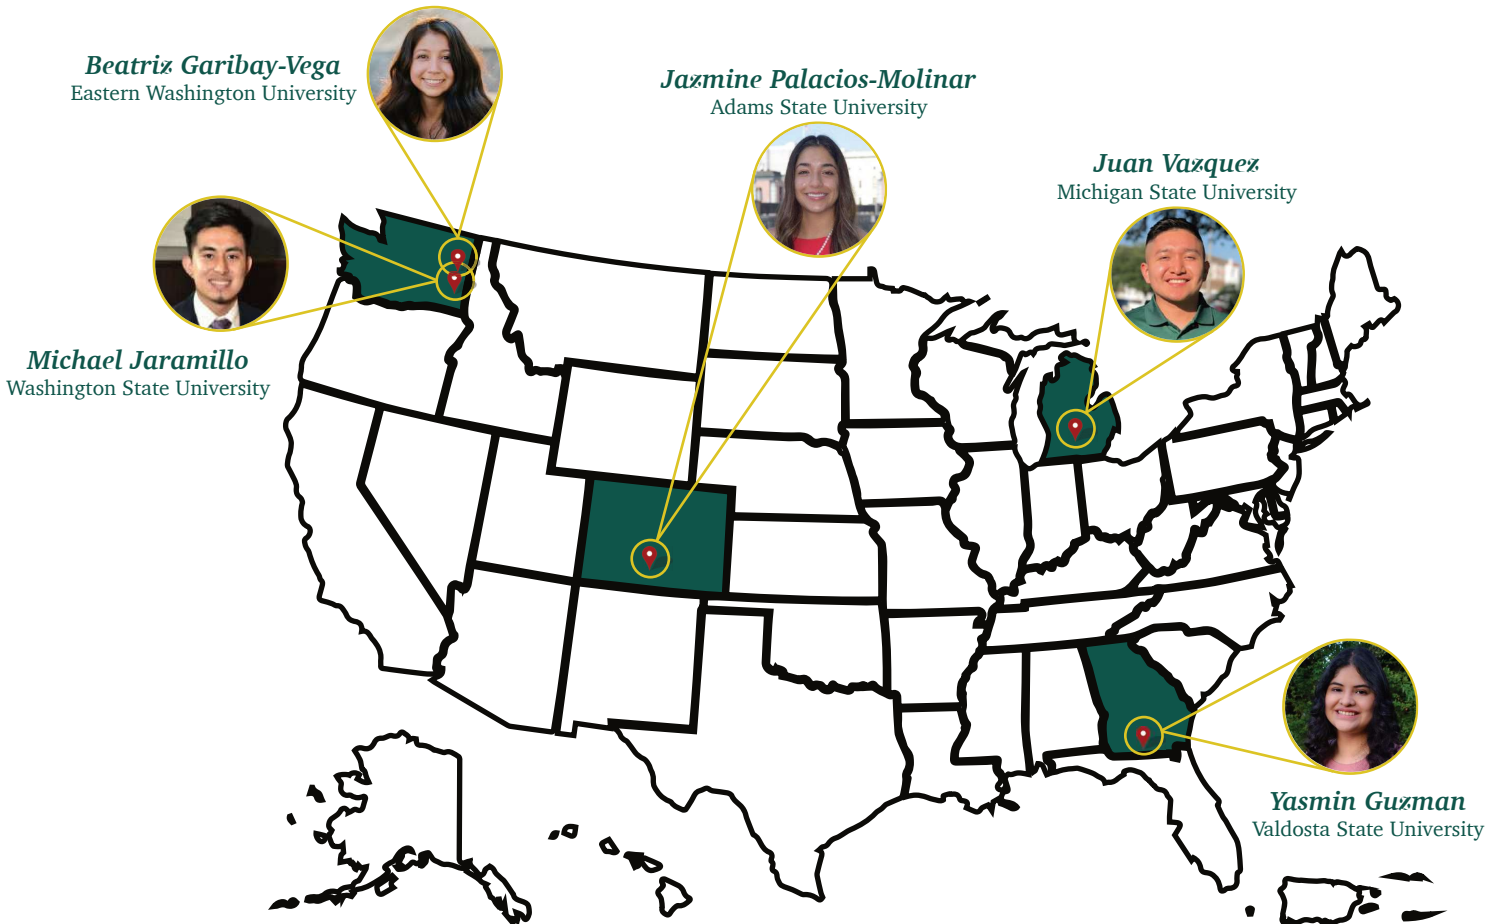 Beatriz Garibay-Vega
Eastern Washington University
Jazmine Palacios-Molinar
Adams State University
Juan Vazquez
Michigan State University
Michael Jaramillo
Washington State University
Yasmin Guzman
Valdosta State University